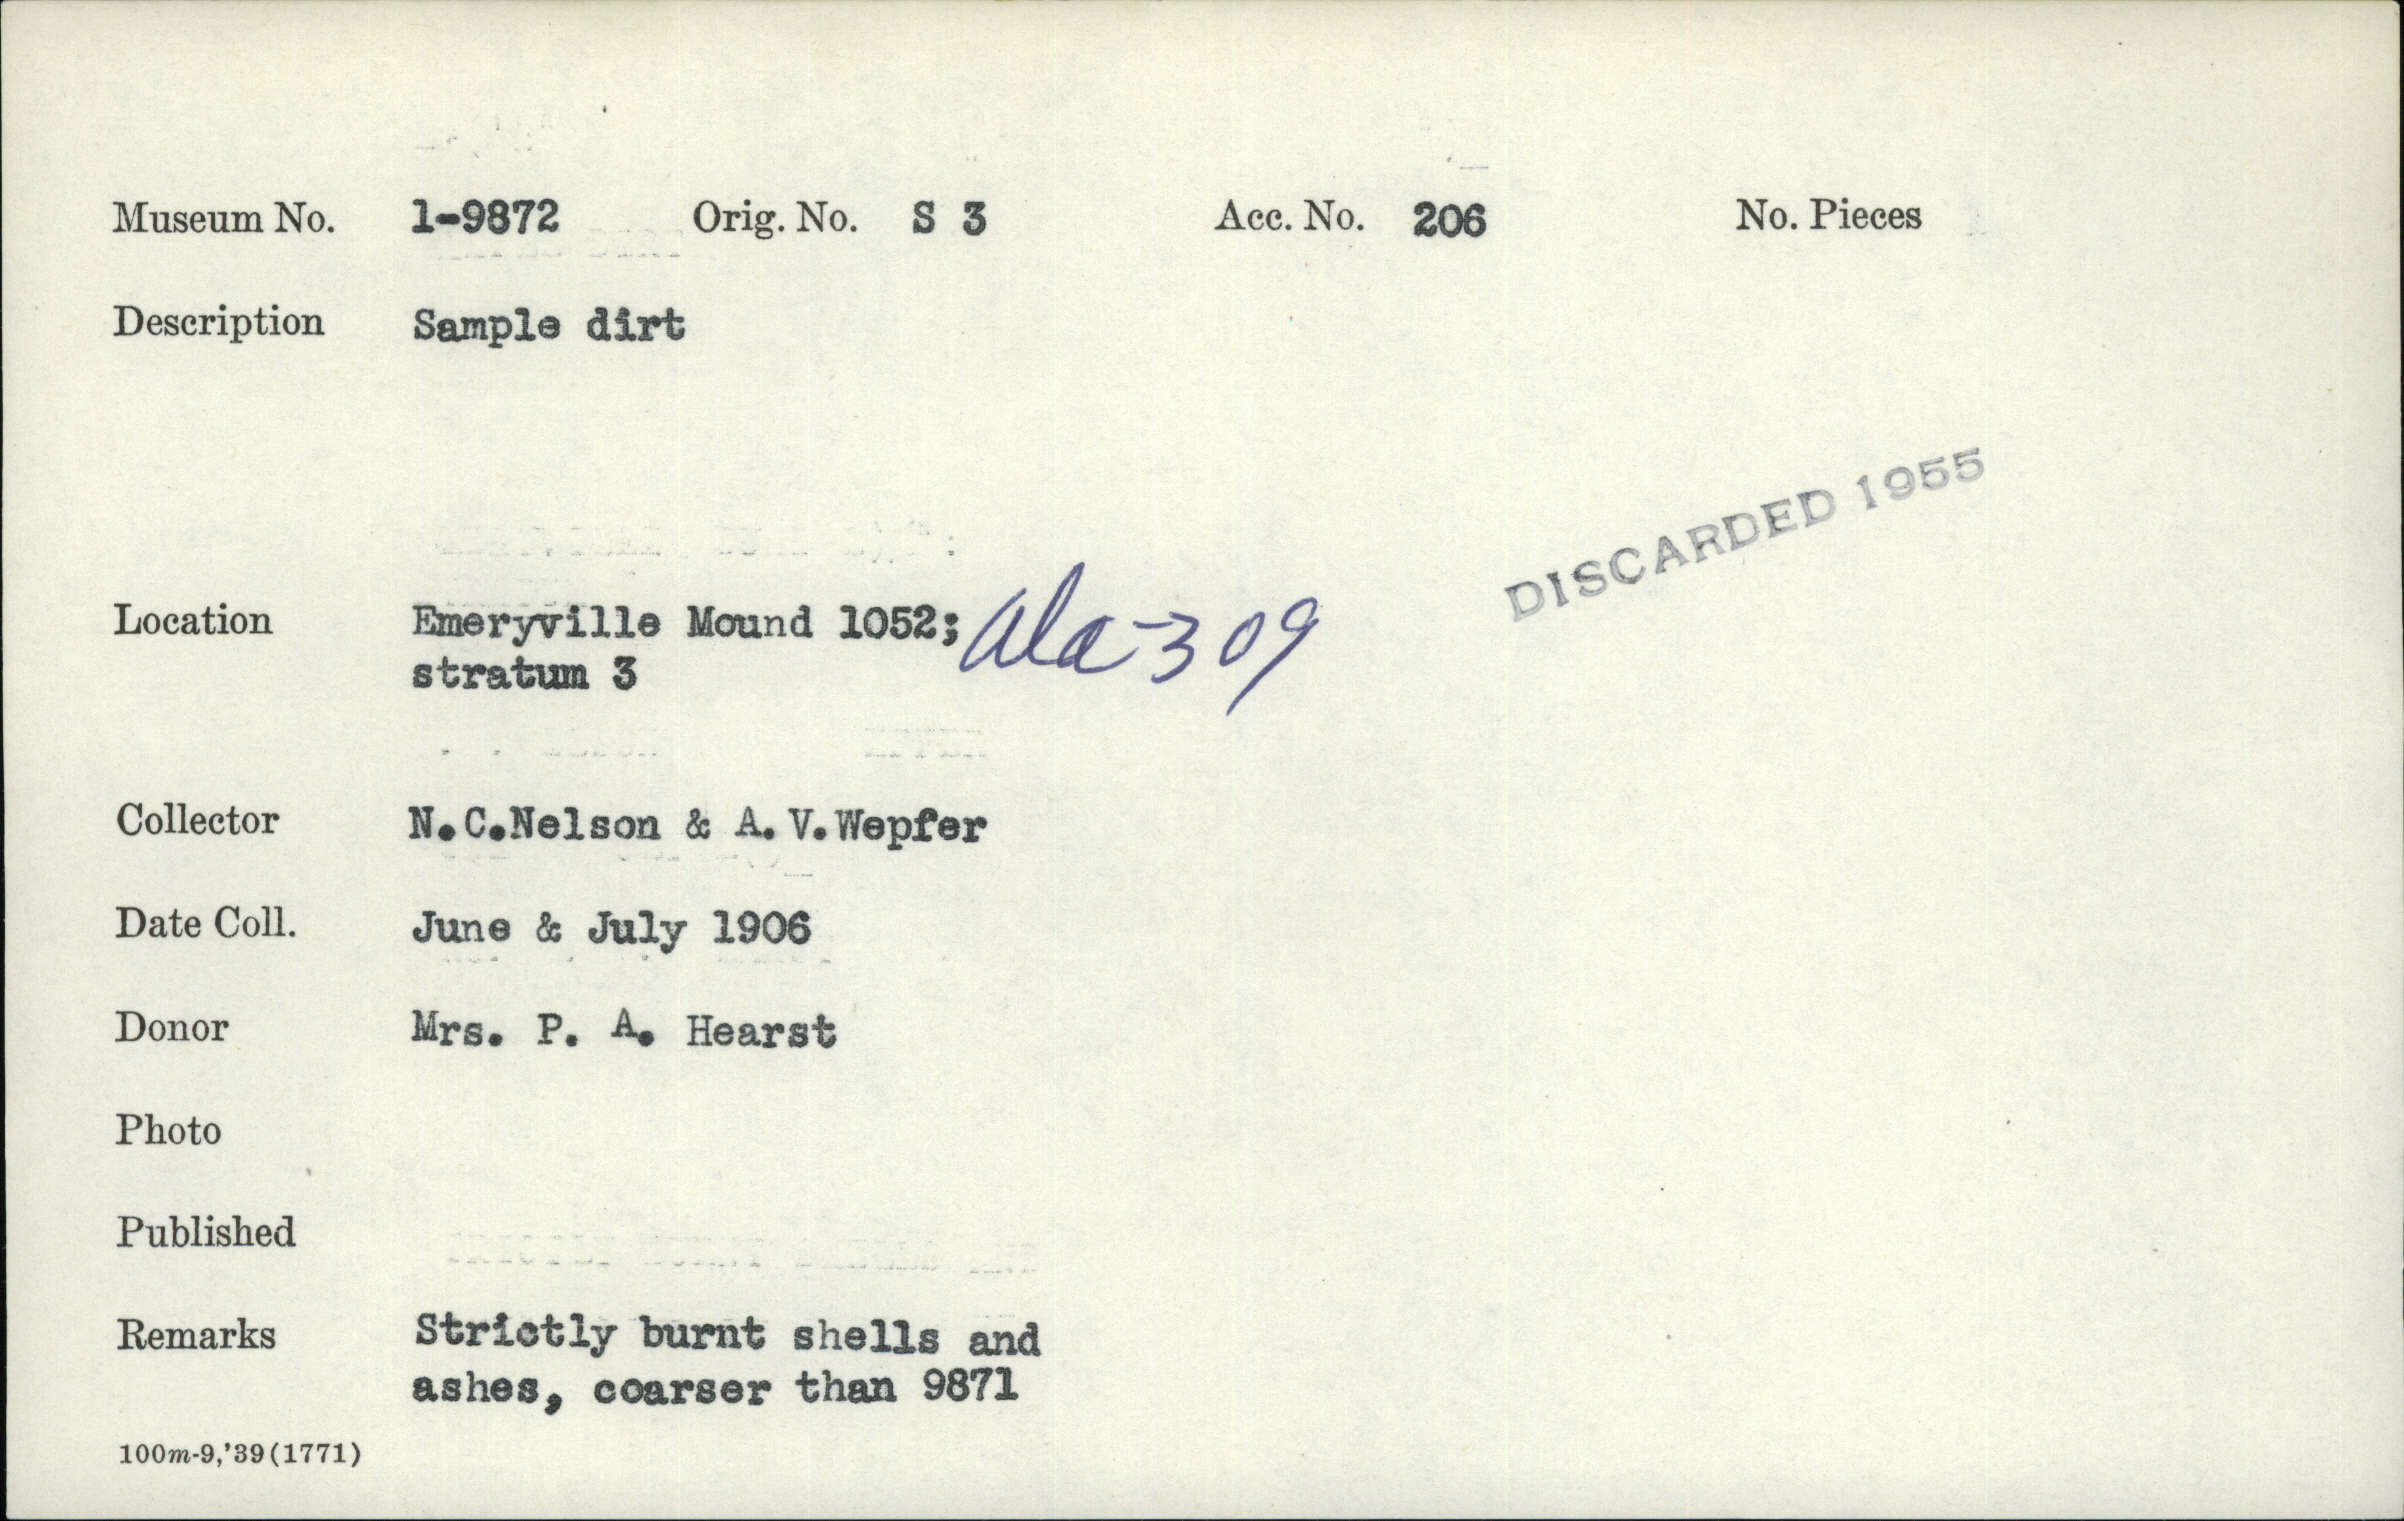 Museum No. 1-9872 Orig. No. S 3 Acc. No. 206 No. Pieces
Description Sample dirt
DISCARDED 1955
Location Emeryville Mound 1052; Ala-309
stratum 3
Collector N.C.Nelson & A.V.Wepfer
Date Coll. June & July 1906
Donor Mrs. P. A. Hearst
Photo
Published
Remarks Strictly burnt shells and
ashes, coarser than 9871
100m-9,'39(1771)